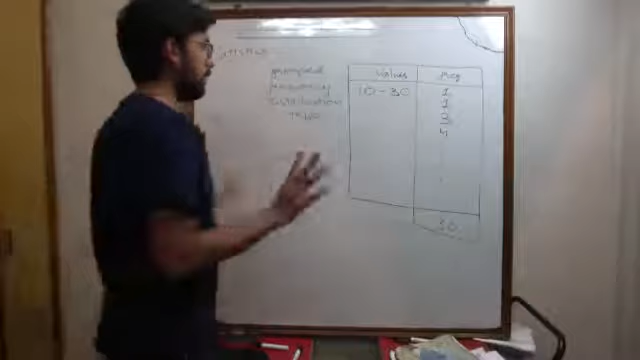 grouped
frequency
distribution
Table
Values freq
10 - 30 1
2
3
4
30